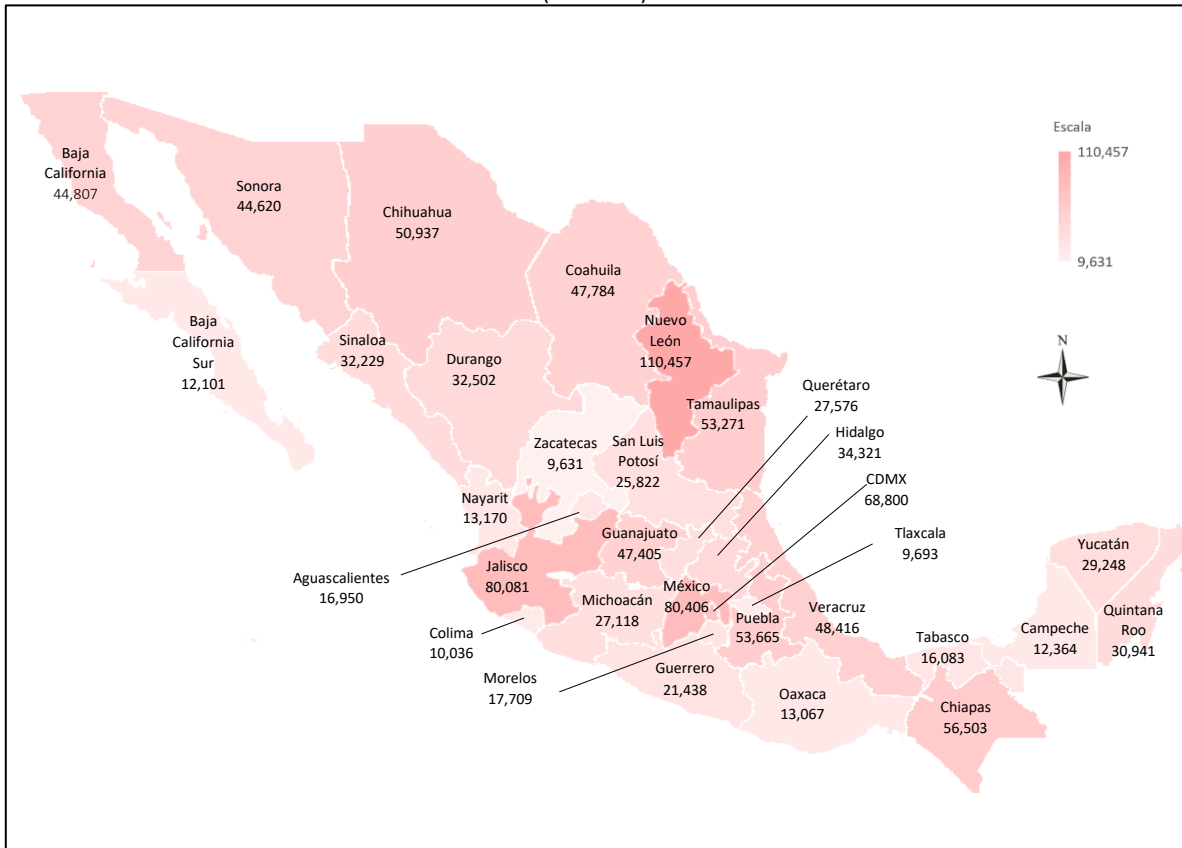 Escala
110,457
9,631
N
Baja
California
44,807
Sonora
44,620
Chihuahua
50,937
Coahuila
47,784
Nuevo
León
110,457
Baja
California
Sur
12,101
Sinaloa
32,229
Durango
32,502
Tamaulipas
53,271
Querétaro
27,576
Hidalgo
34,321
Zacatecas
9,631
San Luis
Potosí
25,822
CDMX
68,800
Nayarit
13,170
Guanajuato
47,405
Tlaxcala
9,693
Yucatán
29,248
Aguascalientes
16,950
Jalisco
80,081
México
80,406
Michoacán
27,118
Puebla
53,665
Veracruz
48,416
Quintana
Roo
30,941
Campeche
12,364
Tabasco
16,083
Colima
10,036
Morelos
17,709
Guerrero
21,438
Oaxaca
13,067
Chiapas
56,503